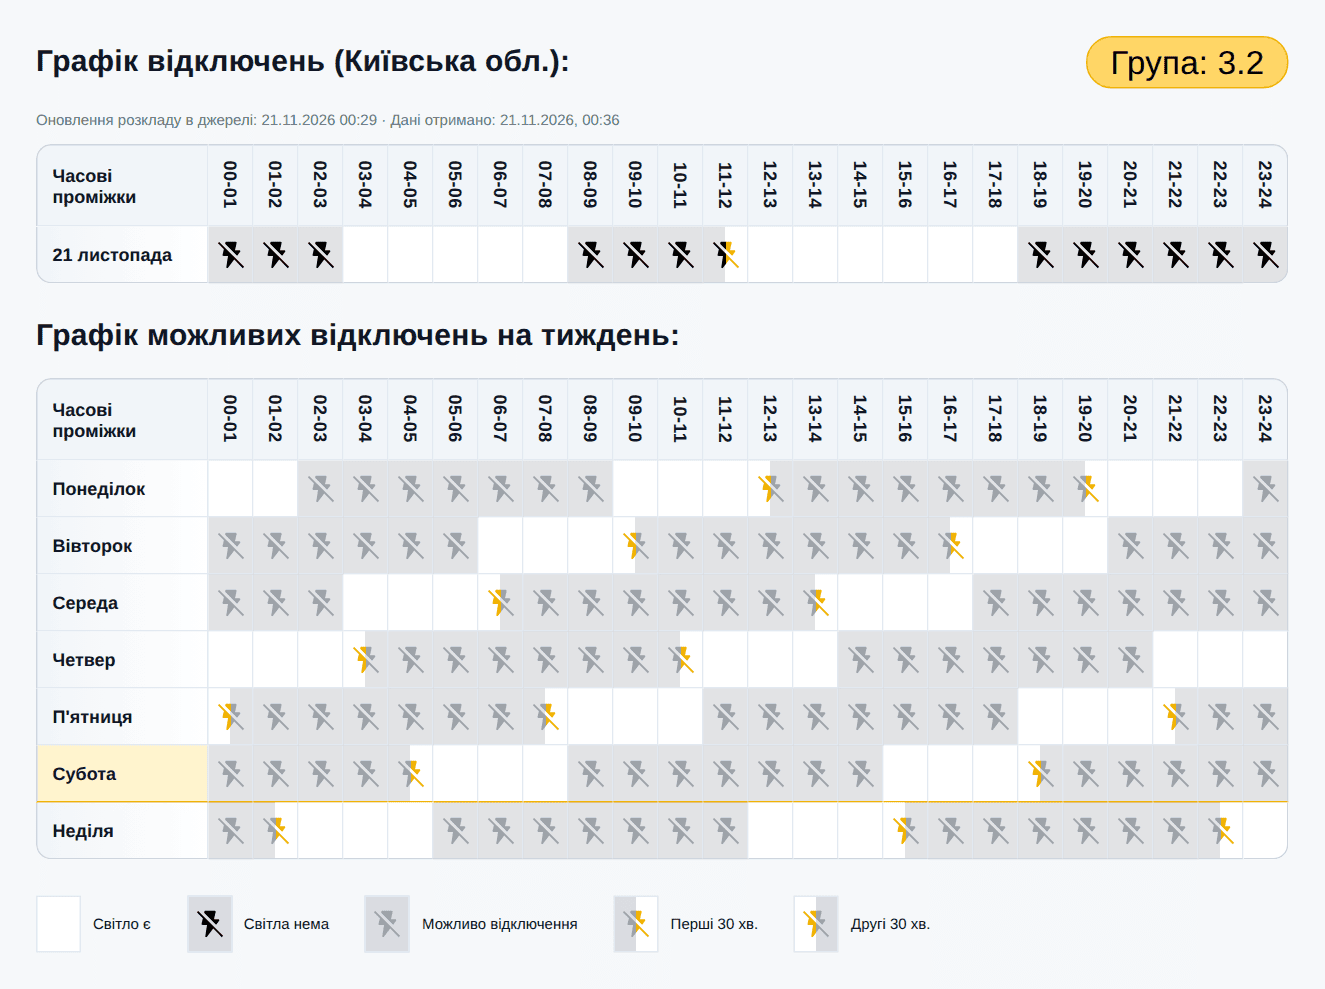 Графік відключень (Київська обл.):
Група: 3.2
Оновлення розкладу в джерелі: 21.11.2026 00:29 · Дані отримано: 21.11.2026, 00:36
Часові проміжки 00-01 01-02 02-03 03-04 04-05 05-06 06-07 07-08 08-09 09-10 10-11 11-12 12-13 13-14 14-15 15-16 16-17 17-18 18-19 19-20 20-21 21-22 22-23 23-24
21 листопада
Графік можливих відключень на тиждень:
Часові проміжки 00-01 01-02 02-03 03-04 04-05 05-06 06-07 07-08 08-09 09-10 10-11 11-12 12-13 13-14 14-15 15-16 16-17 17-18 18-19 19-20 20-21 21-22 22-23 23-24
Понеділок
Вівторок
Середа
Четвер
П'ятниця
Субота
Неділя
Світло є Світла нема Можливо відключення Перші 30 хв. Другі 30 хв.